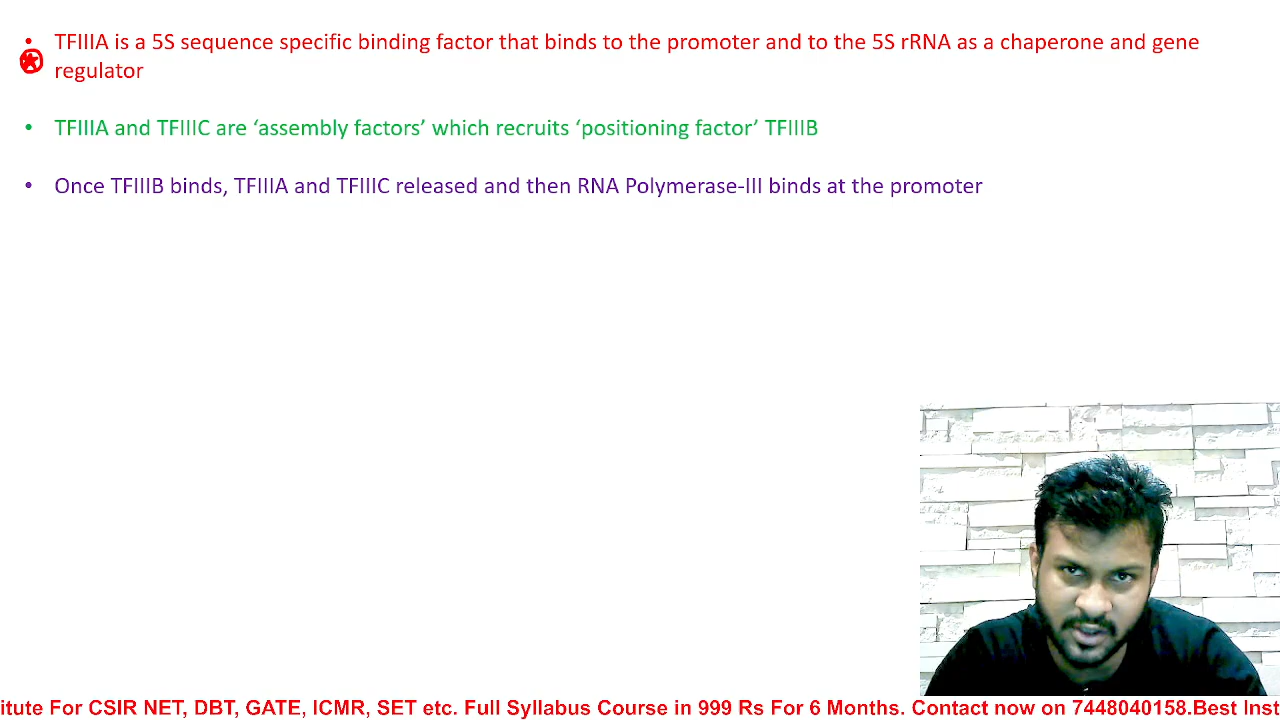 • TFIIIA is a 5S sequence specific binding factor that binds to the promoter and to the 5S rRNA as a chaperone and gene
regulator
• TFIIIA and TFIIIC are ‘assembly factors’ which recruits ‘positioning factor’ TFIIIB
• Once TFIIIB binds, TFIIIA and TFIIIC released and then RNA Polymerase-III binds at the promoter
itute For CSIR NET, DBT, GATE, ICMR, SET etc. Full Syllabus Course in 999 Rs For 6 Months. Contact now on 7448040158.Best Inst